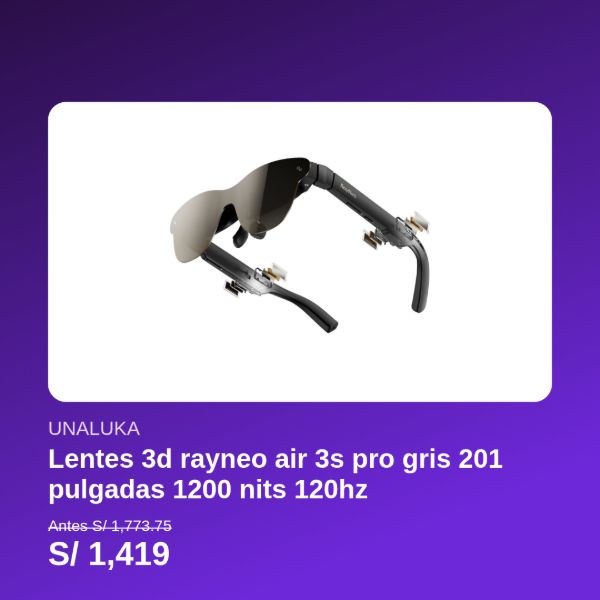 UNALUKA
Lentes 3d rayneo air 3s pro gris 201
pulgadas 1200 nits 120hz
Antes S/ 1,773.75
S/ 1,419